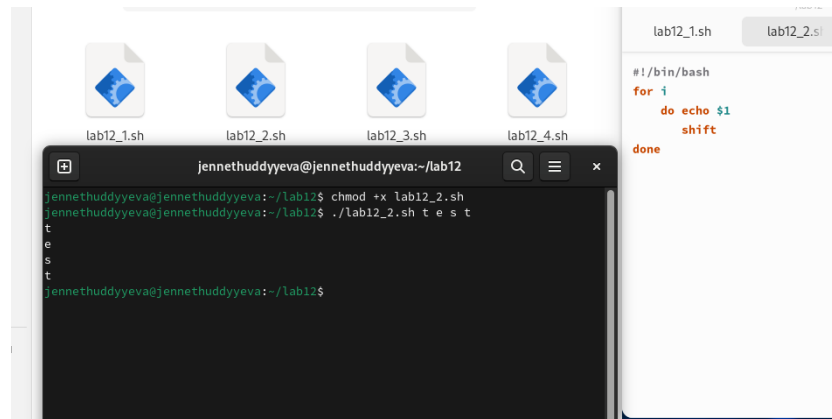 lab12_1.sh
lab12_2.sh
lab12_3.sh
lab12_4.sh
jennethuddyyeva@jennethuddyyeva:~/lab12
jennethuddyyeva@jennethuddyyeva:~/lab12$ chmod +x lab12_2.sh
jennethuddyyeva@jennethuddyyeva:~/lab12$ ./lab12_2.sh t e s t
t
e
s
t
jennethuddyyeva@jennethuddyyeva:~/lab12$
lab12_1.sh
lab12_2.s
#!/bin/bash
for i
do echo $1
shift
done